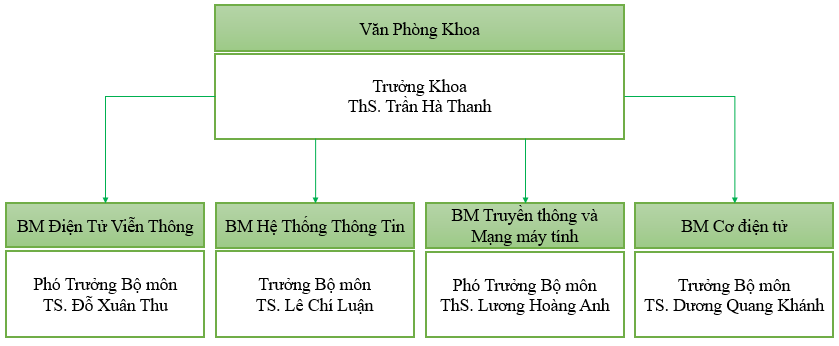 Văn Phòng Khoa
Trưởng Khoa
ThS. Trần Hà Thanh
BM Điện Tử Viễn Thông
Phó Trưởng Bộ môn
TS. Đỗ Xuân Thu
BM Hệ Thống Thông Tin
Trưởng Bộ môn
TS. Lê Chí Luận
BM Truyền thông và
Mạng máy tính
Phó Trưởng Bộ môn
ThS. Lương Hoàng Anh
BM Cơ điện tử
Trưởng Bộ môn
TS. Dương Quang Khánh